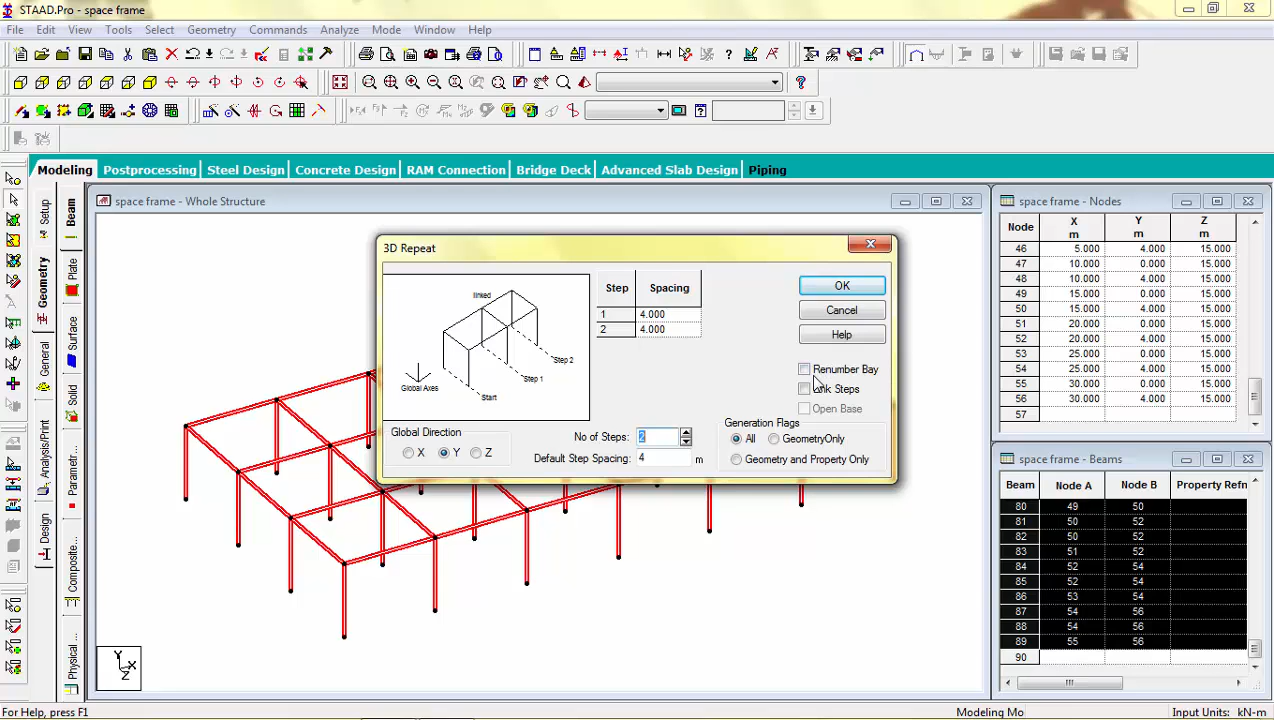 STAAD.Pro - space frame
File Edit View Tools Select Geometry Commands Analyze Mode Window Help
Modeling Postprocessing Steel Design Concrete Design RAM Connection Bridge Deck Advanced Slab Design Piping
Setup
Geometry
General
Analysis/Print
Design
Beam
Plate
Surface
Parametr...
Composite...
Physical ...
space frame - Whole Structure
3D Repeat
linked
Step 2
Step 1
Start
Global Axes
Step Spacing
1 4.000
2 4.000
OK
Cancel
Help
Renumber Bay
Link Steps
Open Base
Global Direction
X Y Z
No of Steps: 2
Default Step Spacing: 4 m
Generation Flags
All GeometryOnly
Geometry and Property Only
Y
X
Z
space frame - Nodes
Node X m Y m Z m
46 5.000 4.000 15.000
47 10.000 0.000 15.000
48 10.000 4.000 15.000
49 15.000 0.000 15.000
50 15.000 4.000 15.000
51 20.000 0.000 15.000
52 20.000 4.000 15.000
53 25.000 0.000 15.000
54 25.000 4.000 15.000
55 30.000 0.000 15.000
56 30.000 4.000 15.000
57
space frame - Beams
Beam Node A Node B Property Refn
80 49 50
81 50 52
82 50 52
83 51 52
84 52 54
85 52 54
86 53 54
87 54 56
88 54 56
89 55 56
90
For Help, press F1
Modeling Mo
Input Units: kN-m